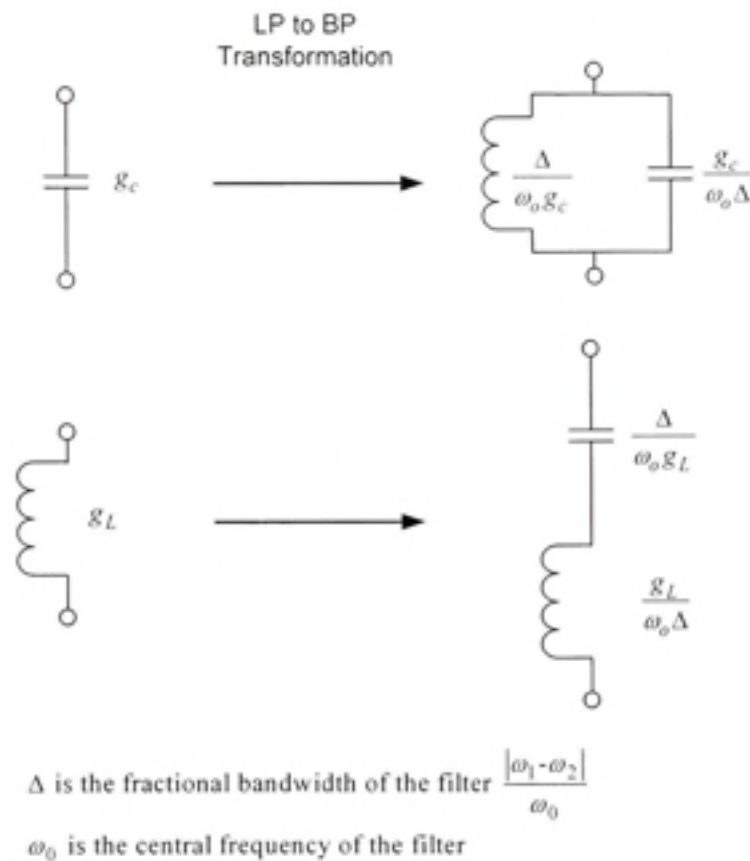 LP to BP
Transformation
g_c
Δ/(ω_o g_c)
g_c/(ω_o Δ)
g_L
Δ/(ω_o g_L)
g_L/(ω_o Δ)
Δ is the fractional bandwidth of the filter |ω_1-ω_2|/ω_0
ω_0 is the central frequency of the filter